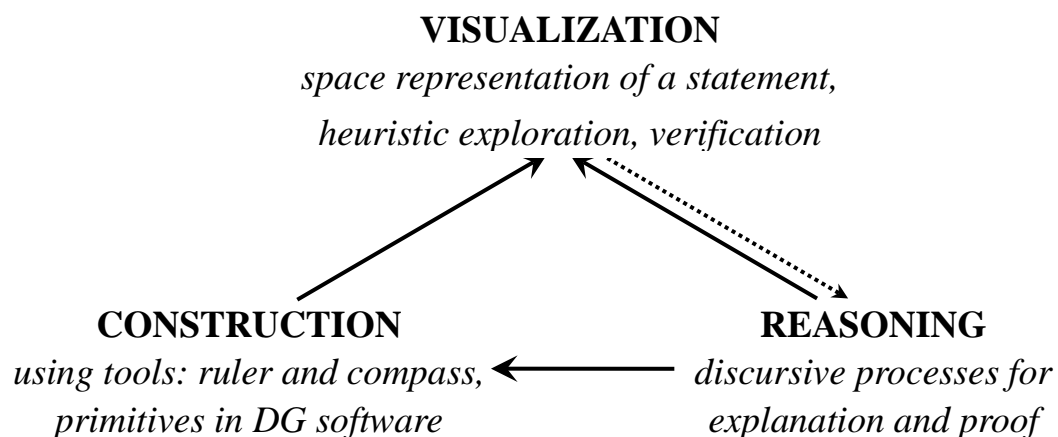 VISUALIZATION
space representation of a statement,
heuristic exploration, verification
CONSTRUCTION
using tools: ruler and compass,
primitives in DG software
REASONING
discursive processes for
explanation and proof